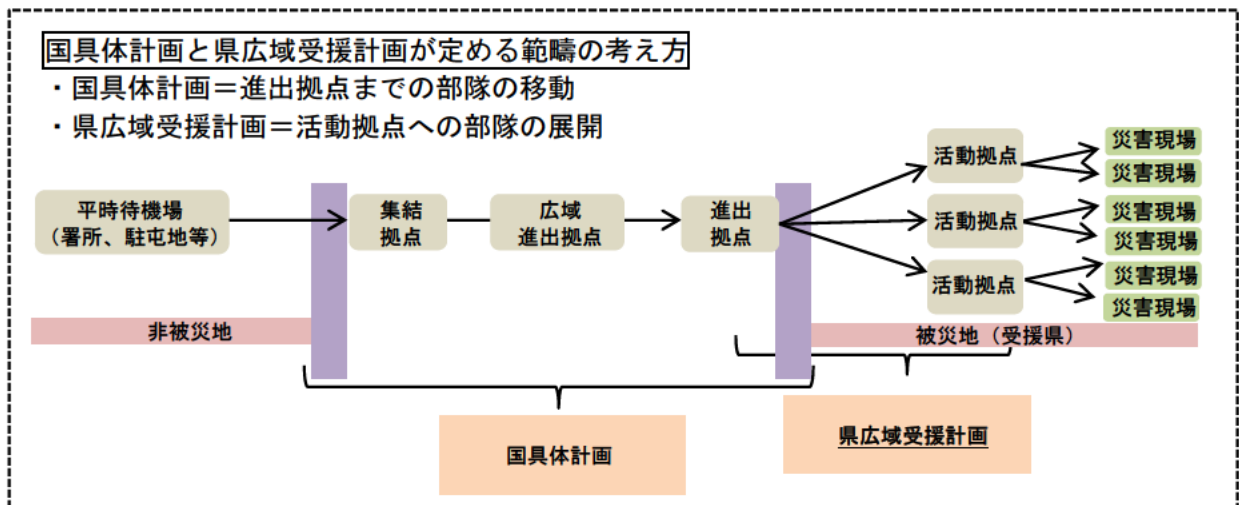 国具体計画と県広域受援計画が定める範疇の考え方
・国具体計画＝進出拠点までの部隊の移動
・県広域受援計画＝活動拠点への部隊の展開
平時待機場
（署所、駐屯地等）
集結
拠点
広域
進出拠点
進出
拠点
活動拠点
活動拠点
活動拠点
災害現場
災害現場
災害現場
災害現場
災害現場
災害現場
非被災地
被災地（受援県）
国具体計画
県広域受援計画